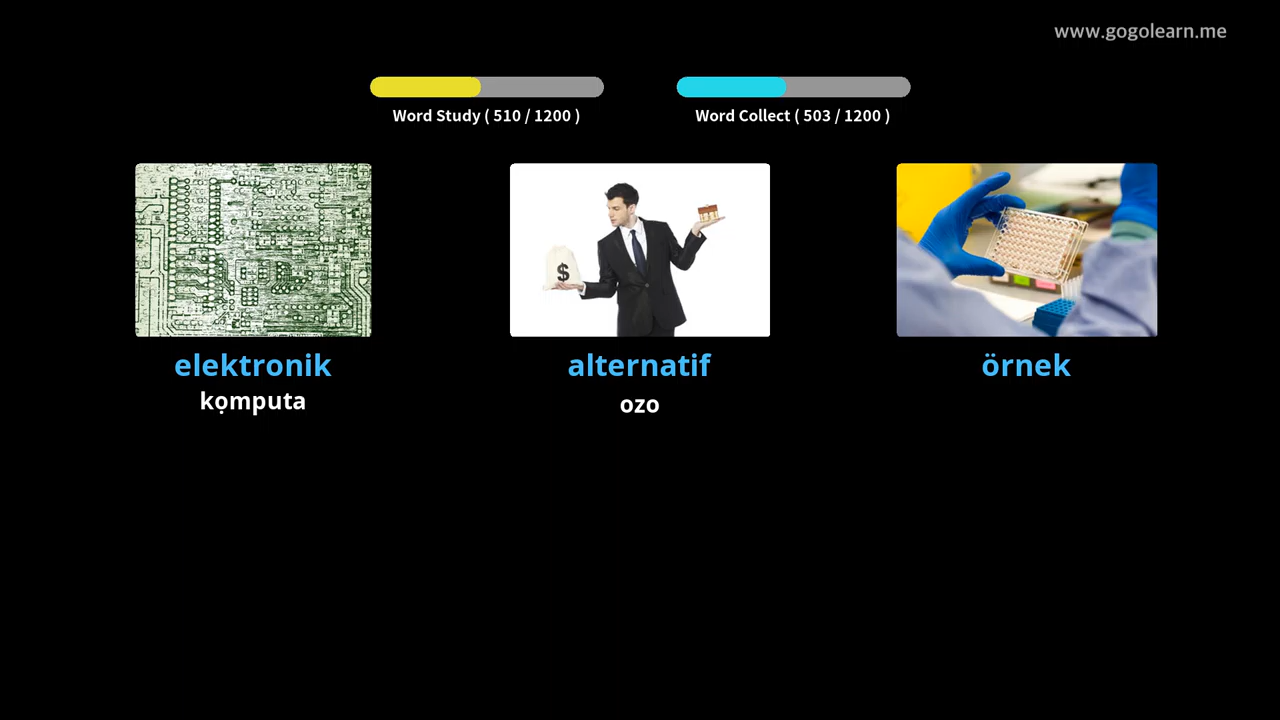 www.gogolearn.me
Word Study ( 510 / 1200 )
Word Collect ( 503 / 1200 )
$
elektronik
kọmputa
alternatif
ozo
örnek